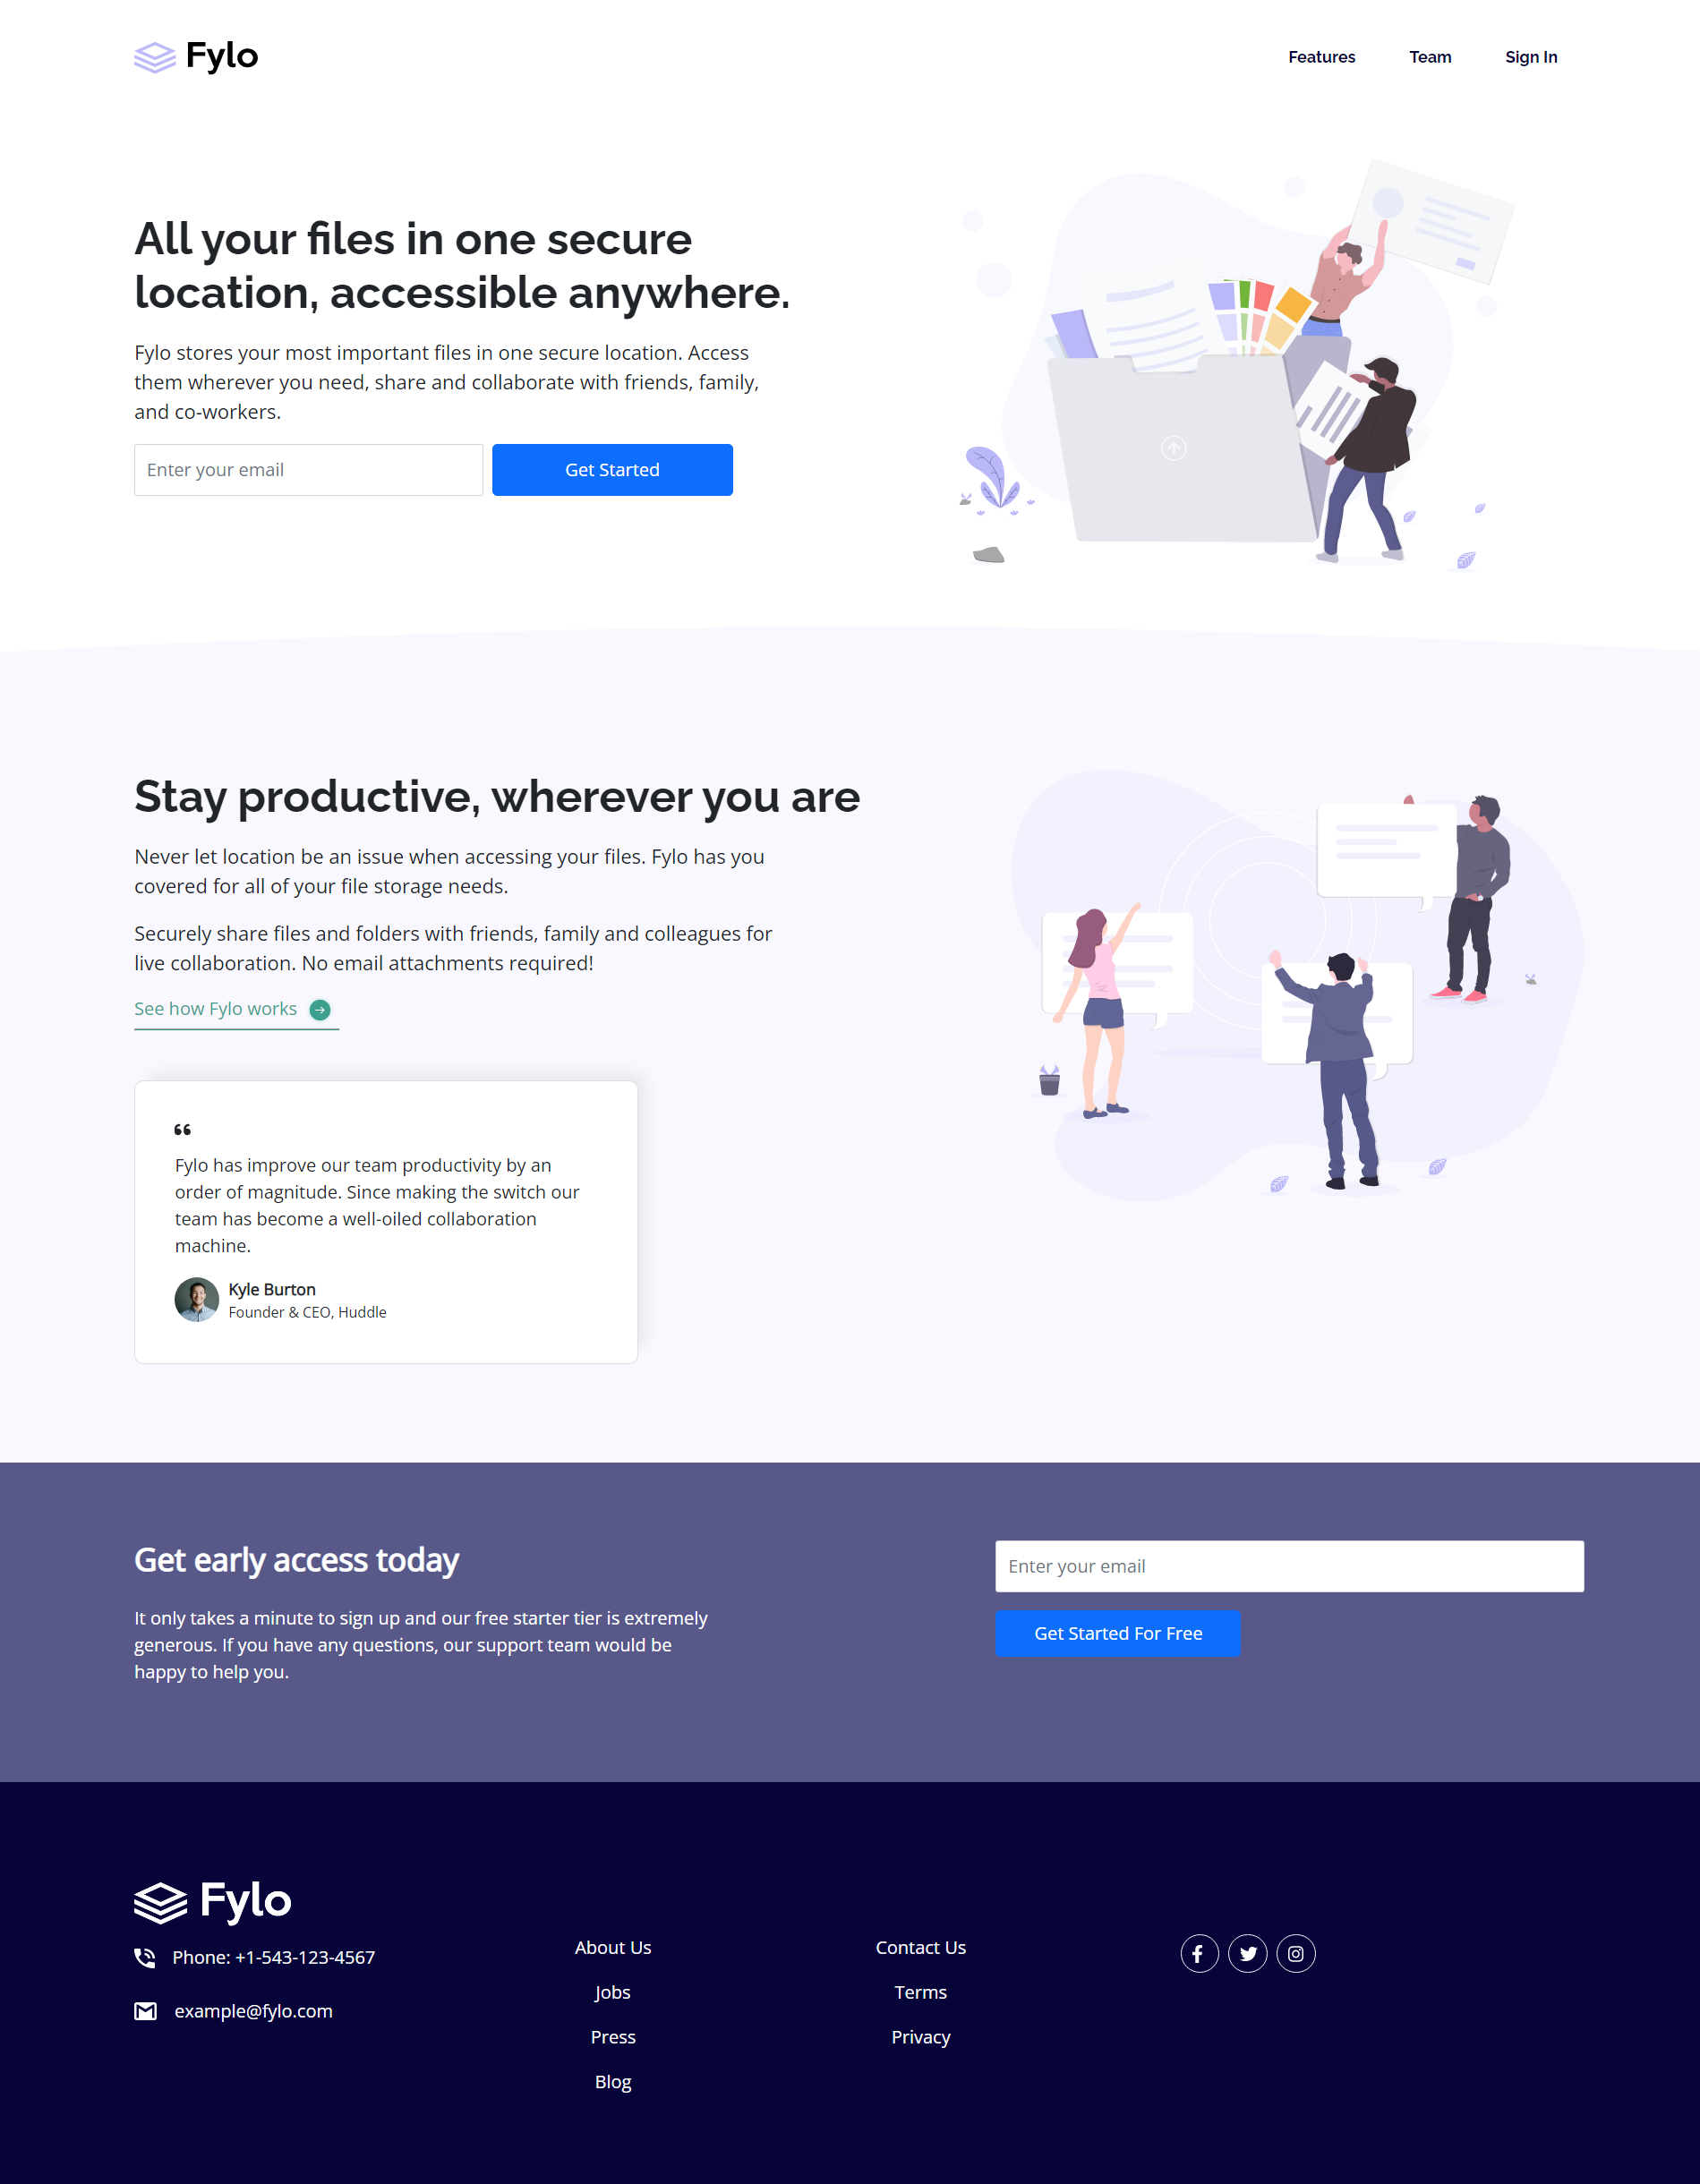 Fylo
Features
Team
Sign In
All your files in one secure
location, accessible anywhere.
Fylo stores your most important files in one secure location. Access
them wherever you need, share and collaborate with friends, family,
and co-workers.
Enter your email
Get Started
Stay productive, wherever you are
Never let location be an issue when accessing your files. Fylo has you
covered for all of your file storage needs.
Securely share files and folders with friends, family and colleagues for
live collaboration. No email attachments required!
See how Fylo works
“
Fylo has improve our team productivity by an
order of magnitude. Since making the switch our
team has become a well-oiled collaboration
machine.
Kyle Burton
Founder & CEO, Huddle
Get early access today
It only takes a minute to sign up and our free starter tier is extremely
generous. If you have any questions, our support team would be
happy to help you.
Enter your email
Get Started For Free
Fylo
Phone: +1-543-123-4567
example@fylo.com
About Us
Jobs
Press
Blog
Contact Us
Terms
Privacy